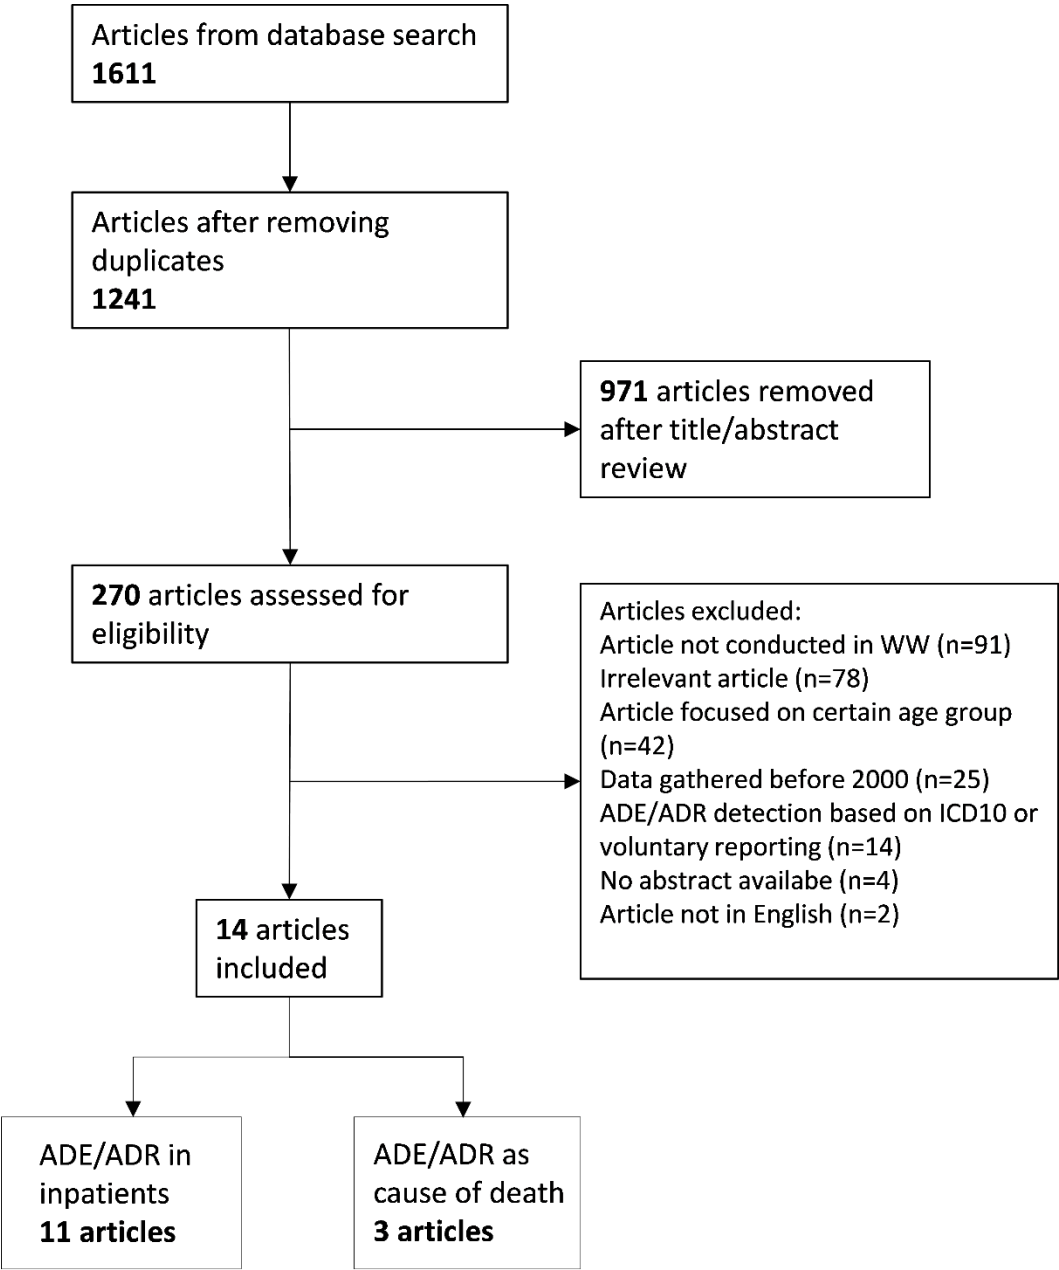 Articles from database search
1611
Articles after removing
duplicates
1241
971 articles removed
after title/abstract
review
270 articles assessed for
eligibility
Articles excluded:
Article not conducted in WW (n=91)
Irrelevant article (n=78)
Article focused on certain age group
(n=42)
Data gathered before 2000 (n=25)
ADE/ADR detection based on ICD10 or
voluntary reporting (n=14)
No abstract availabe (n=4)
Article not in English (n=2)
14 articles
included
ADE/ADR in
inpatients
11 articles
ADE/ADR as
cause of death
3 articles